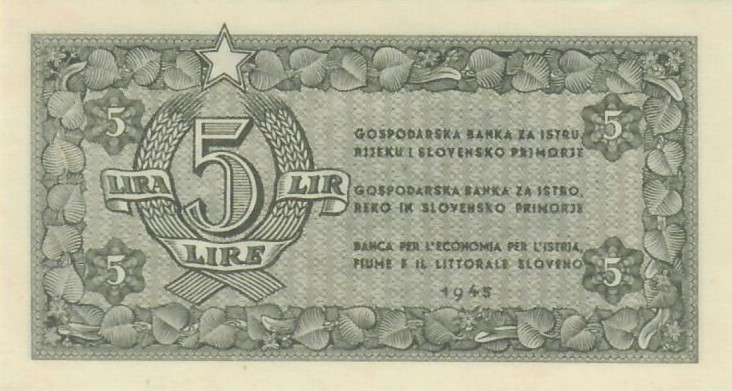 5
5
5
LIRA
LIR
LIRE
GOSPODARSKA BANKA ZA ISTRU,
RIJEKU I SLOVENSKO PRIMORJE
GOSPODARSKA BANKA ZA ISTRO,
REKO IN SLOVENSKO PRIMORJE
BANCA PER L'ECONOMIA PER L'ISTRIA,
FIUME E IL LITTORALE SLOVENO
1945
5
5